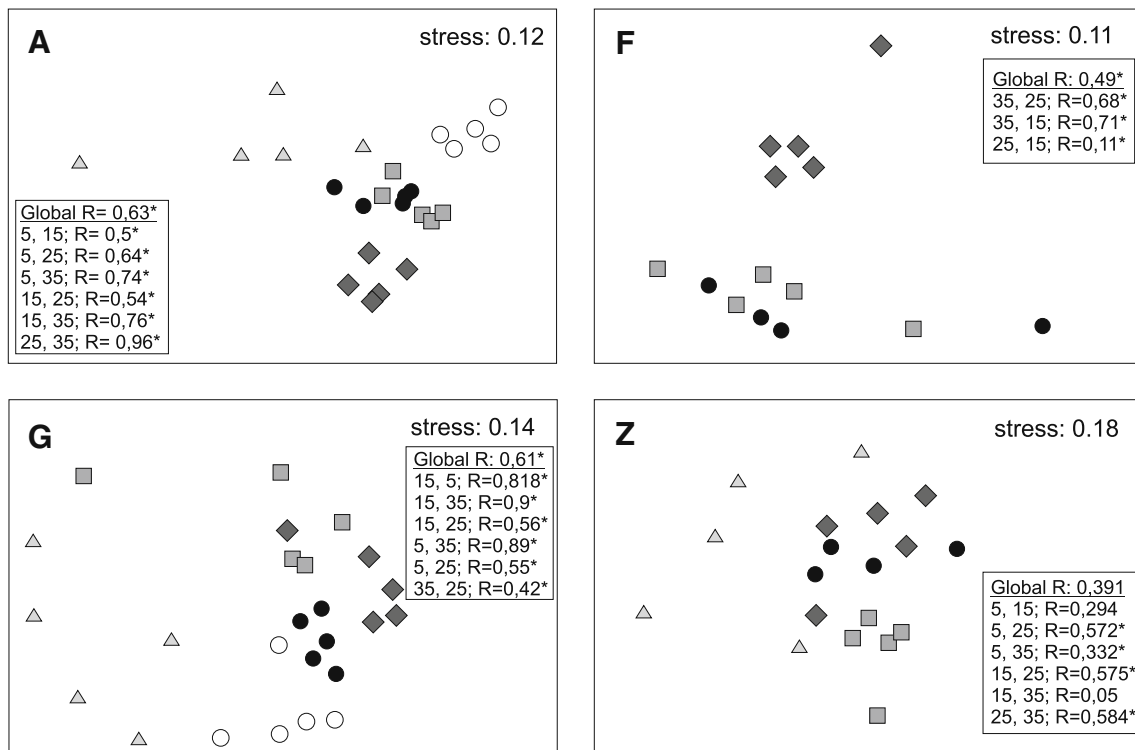 A
stress: 0.12
Global R= 0,63*
5, 15; R= 0,5*
5, 25; R= 0,64*
5, 35; R= 0,74*
15, 25; R=0,54*
15, 35; R=0,76*
25, 35; R= 0,96*
F
stress: 0.11
Global R: 0,49*
35, 25; R=0,68*
35, 15; R=0,71*
25, 15; R=0,11*
G
stress: 0.14
Global R: 0,61*
15, 5; R=0,818*
15, 35; R=0,9*
15, 25; R=0,56*
5, 35; R=0,89*
5, 25; R=0,55*
35, 25; R=0,42*
Z
stress: 0.18
Global R: 0,391
5, 15; R=0,294
5, 25; R=0,572*
5, 35; R=0,332*
15, 25; R=0,575*
15, 35; R=0,05
25, 35; R=0,584*